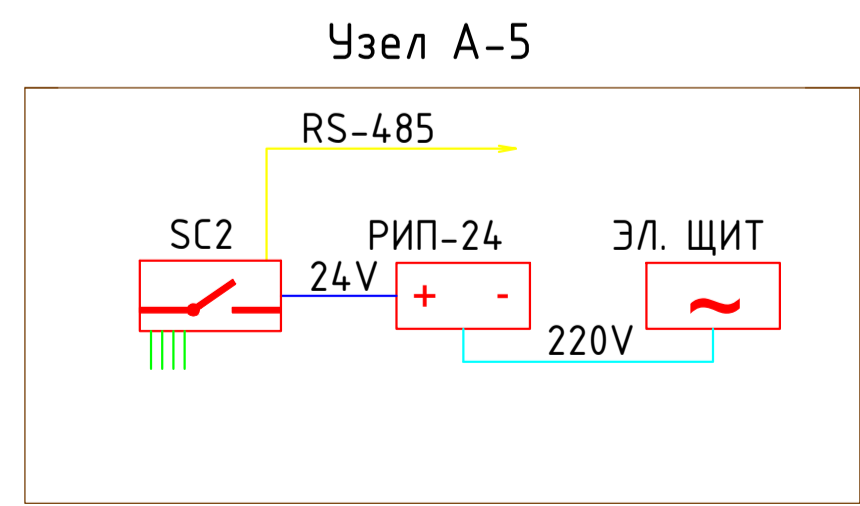 Узел А-5
RS-485
SC2
РИП-24
ЭЛ. ЩИТ
24V
+ -
~
220V